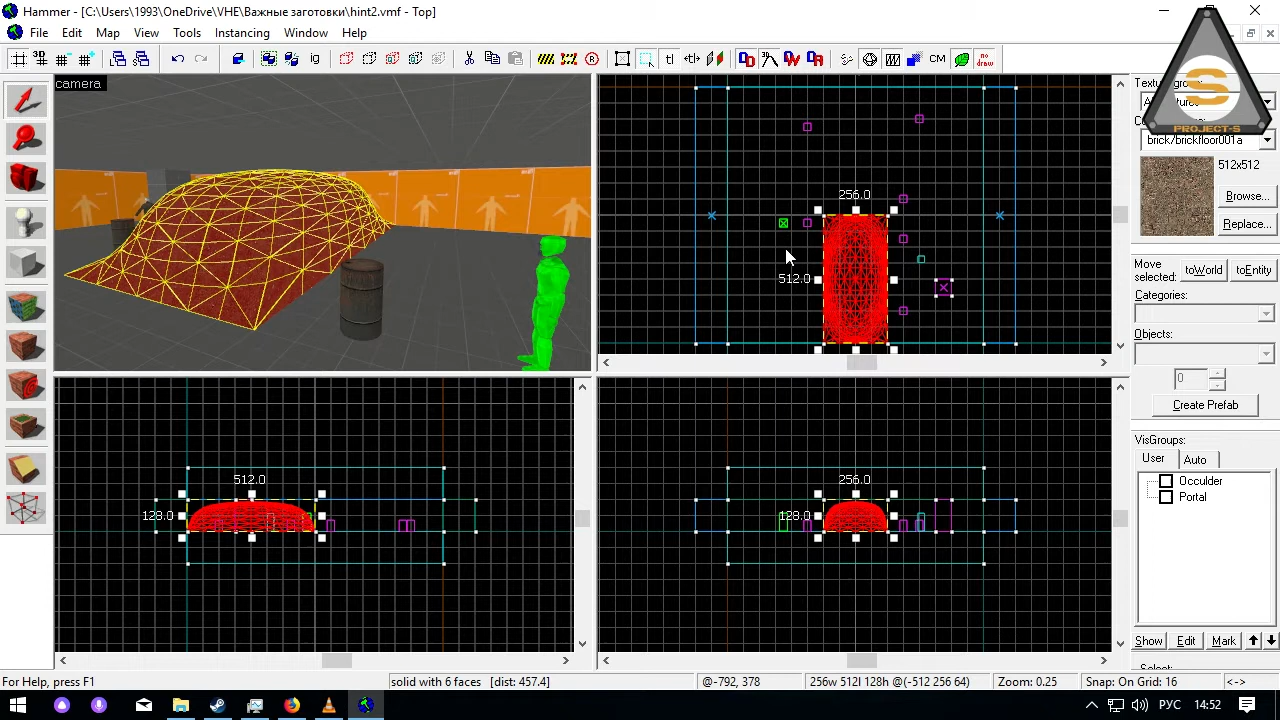 Hammer - [C:\Users\1993\OneDrive\VHE\Важные заготовки\hint2.vmf - Top]
File Edit Map View Tools Instancing Window Help
camera
256.0
512.0
512.0
128.0
256.0
128.0
PROJECT-S
brick/brickfloor001a
512x512
Browse...
Replace...
Move selected:
toWorld
toEntity
Categories:
Objects:
0
Create Prefab
VisGroups:
User Auto
Occulder
Portal
Show Edit Mark
For Help, press F1
solid with 6 faces [dist: 457.4]
@-792, 378
256w 512l 128h @(-512 256 64)
Zoom: 0.25
Snap: On Grid: 16
<->
РУС 14:52